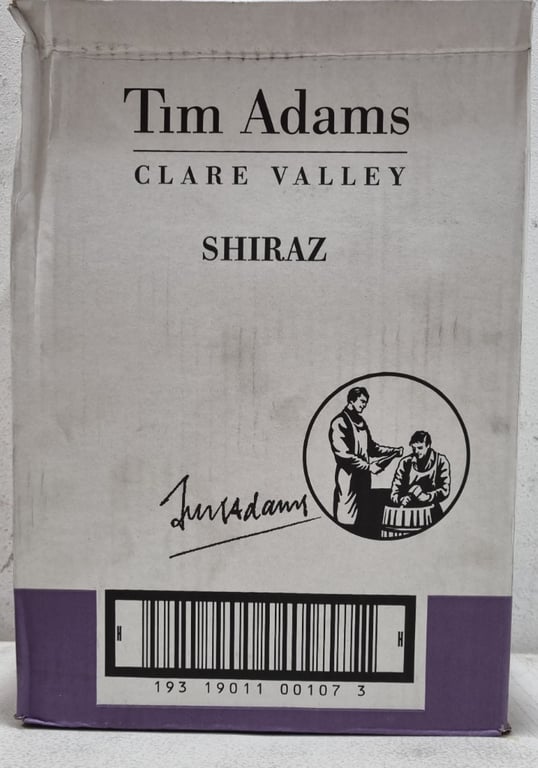 Tim Adams
CLARE VALLEY
SHIRAZ
Tim Adams
H
H
193 19011 00107 3